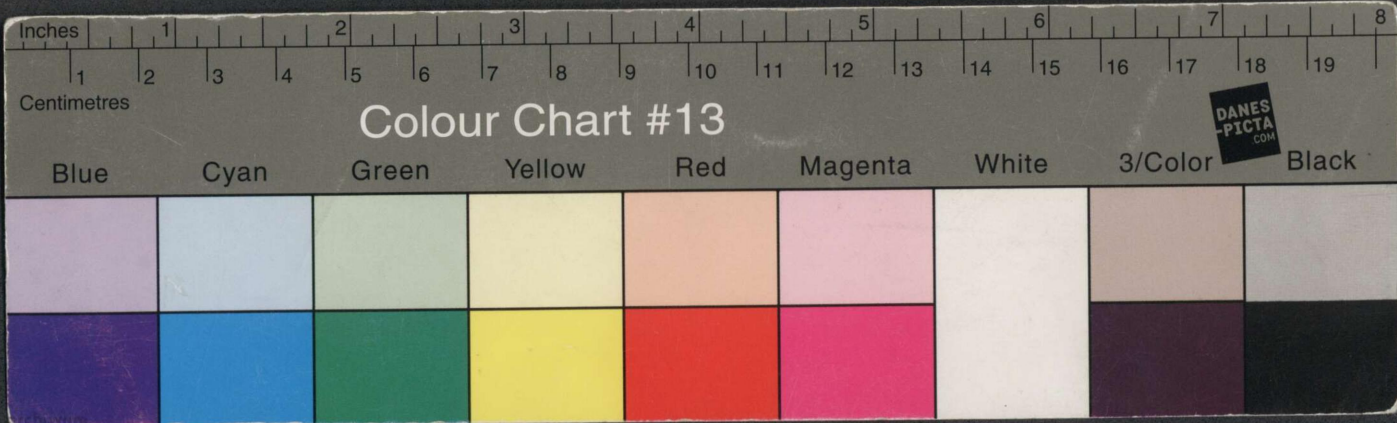 Inches 1 2 3 4 5 6 7 8
1 2 3 4 5 6 7 8 9 10 11 12 13 14 15 16 17 18 19
Centimetres
Colour Chart #13
DANES
-PICTA
.COM
Blue Cyan Green Yellow Red Magenta White 3/Color Black